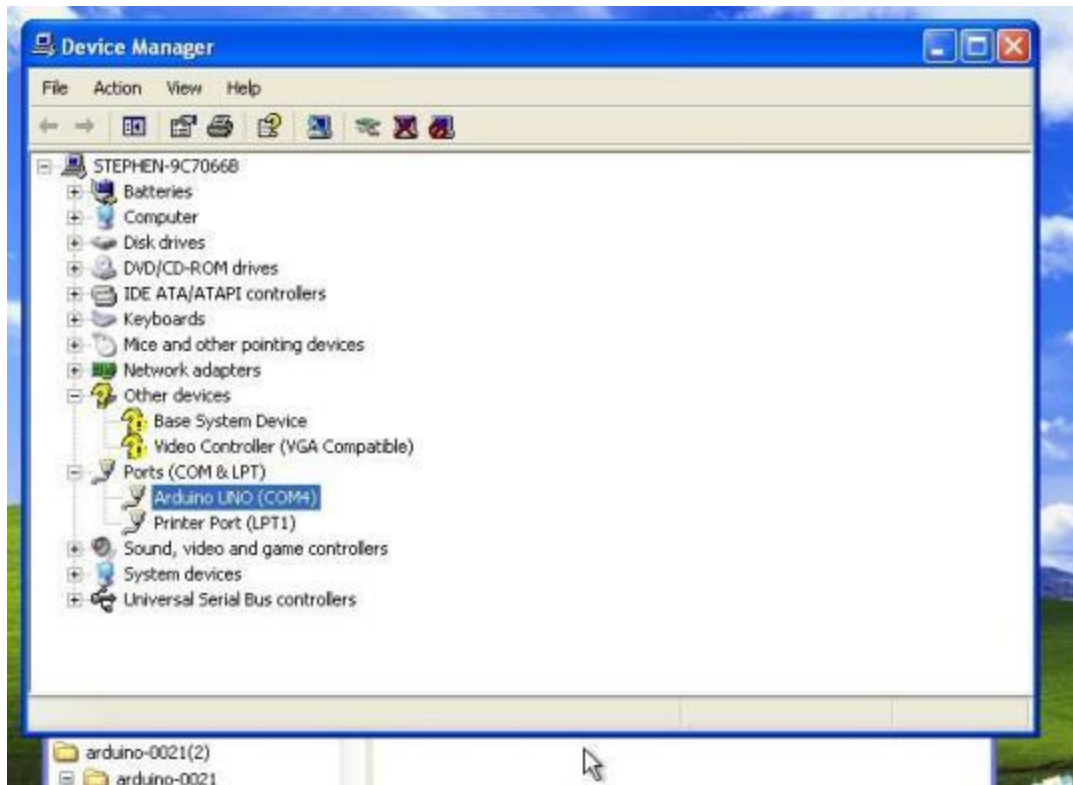 Device Manager
File Action View Help
STEPHEN-9C7066B
Batteries
Computer
Disk drives
DVD/CD-ROM drives
IDE ATA/ATAPI controllers
Keyboards
Mice and other pointing devices
Network adapters
Other devices
Base System Device
Video Controller (VGA Compatible)
Ports (COM & LPT)
Arduino UNO (COM4)
Printer Port (LPT1)
Sound, video and game controllers
System devices
Universal Serial Bus controllers
arduino-0021(2)
arduino-0021